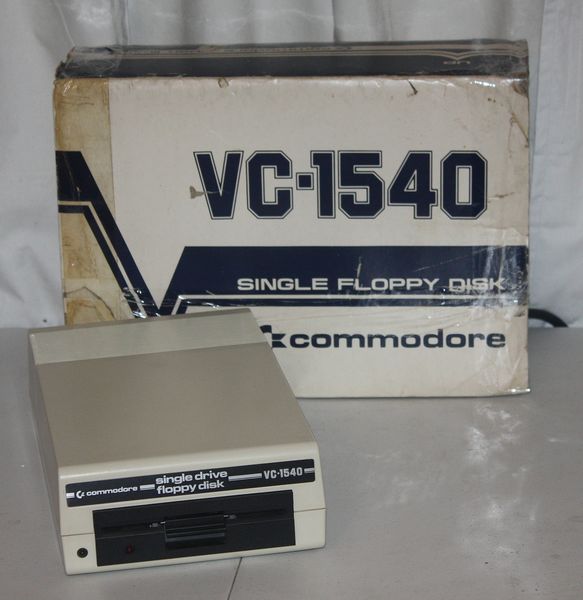 VC-1540
SINGLE FLOPPY DISK
commodore
commodore single drive floppy disk VC-1540